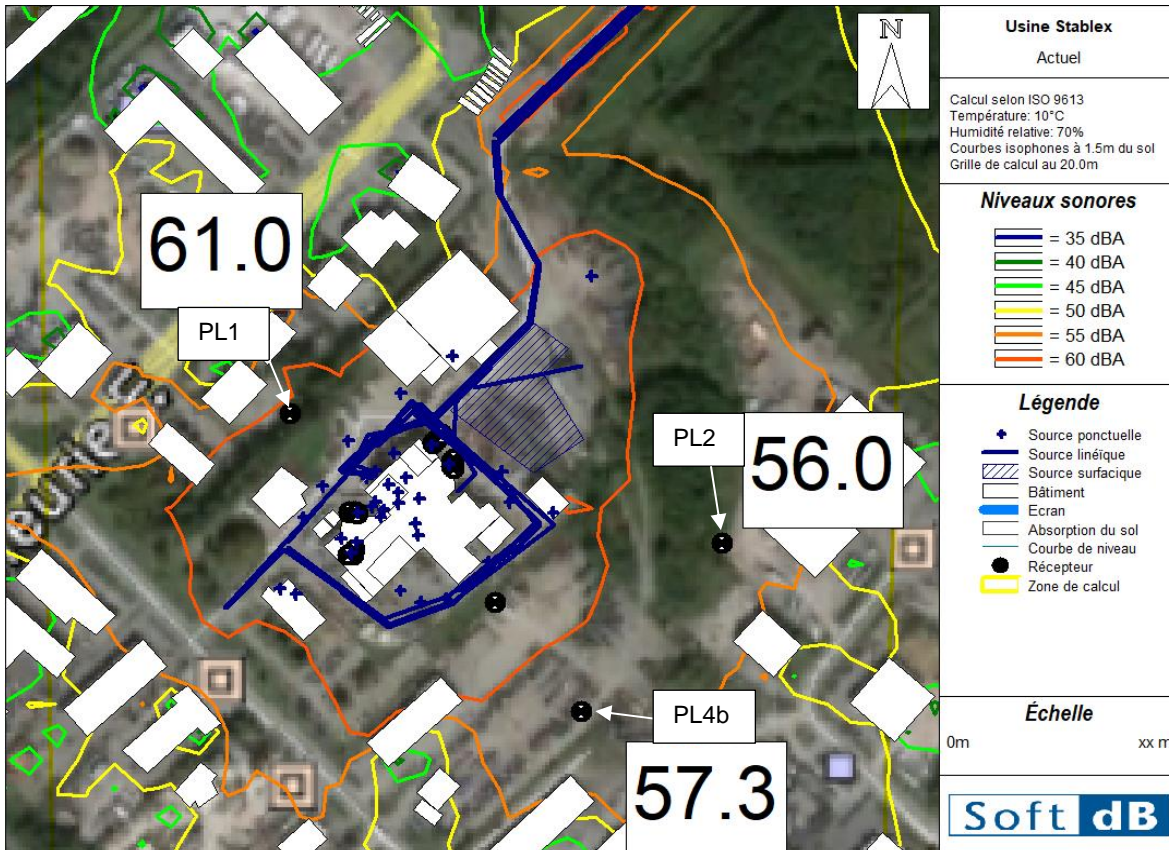 N
61.0
PL1
PL2
56.0
PL4b
57.3
Usine Stablex
Actuel
Calcul selon ISO 9613
Température: 10°C
Humidité relative: 70%
Courbes isophones à 1.5m du sol
Grille de calcul au 20.0m
Niveaux sonores
= 35 dBA
= 40 dBA
= 45 dBA
= 50 dBA
= 55 dBA
= 60 dBA
Légende
Source ponctuelle
Source linéique
Source surfacique
Bâtiment
Ecran
Absorption du sol
Courbe de niveau
Récepteur
Zone de calcul
Échelle
0m xx m
Soft dB